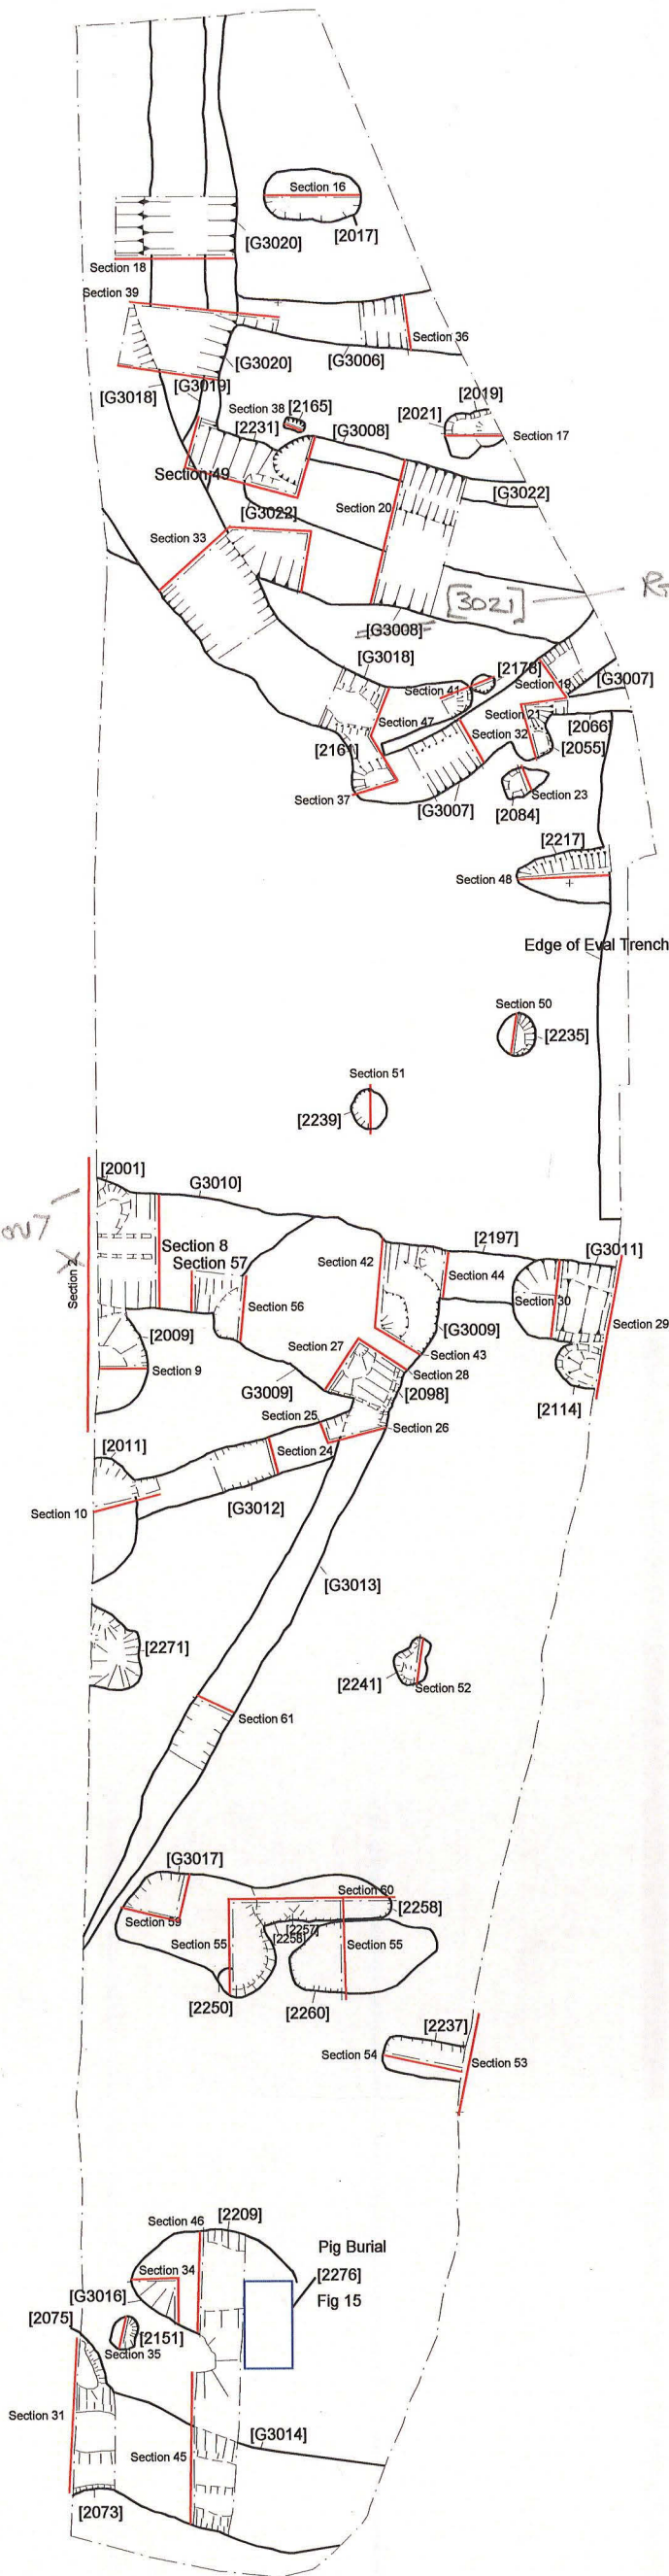 Section 16
[G3020]
[2017]
Section 18
Section 39
Section 36
[G3020]
[G3006]
[G3019]
[G3018]
[2019]
Section 38
[2165]
[2021]
[2231]
[G3008]
Section 17
Section 49
[G3022]
Section 20
[G3022]
Section 33
[3021]
[G3008]
[G3018]
[2178]
Section 19
[G3007]
Section 41
Section 21
Section 47
[2066]
Section 32
[2161]
[2055]
Section 23
Section 37
[G3007]
[2084]
[2217]
Section 48
Edge of Eval Trench
Section 50
[2235]
Section 51
[2239]
[2001]
G3010]
[2197]
Section 8
[G3011]
Section 57
Section 42
Section 44
Section 2
Section 30
Section 56
[2009]
[G3009]
Section 29
Section 27
Section 43
Section 9
Section 28
G3009]
[2098]
[2114]
Section 25
Section 26
[2011]
Section 24
Section 10
[G3012]
[G3013]
[2271]
[2241]
Section 52
Section 61
[G3017]
Section 60
[2258]
Section 59
[2257]
[2258]
Section 55
Section 55
[2250]
[2260]
[2237]
Section 54
Section 53
Section 46
[2209]
Pig Burial
Section 34
[2276]
[G3016]
Fig 15
[2075]
[2151]
Section 35
Section 31
[G3014]
Section 45
[2073]